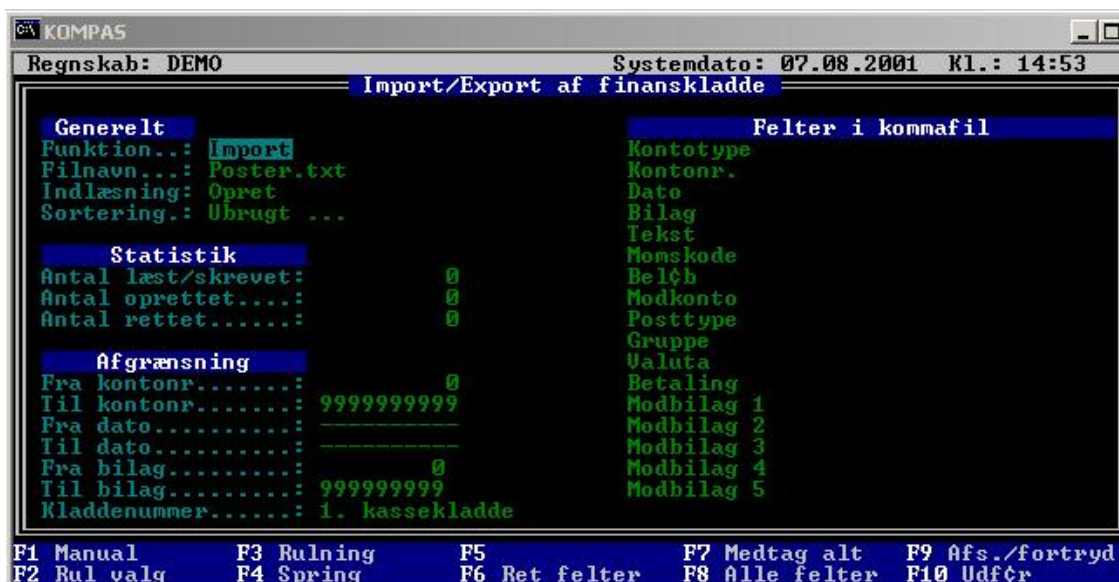 KOMPAS
Regnskab: DEMO Systemdato: 07.08.2001 Kl.: 14:53
Import/Export af finanskladde
Generelt
Funktion..: Import
Filnavn...: Poster.txt
Indlæsning: Opret
Sortering.: Ubrugt ...
Statistik
Antal læst/skrevet: 0
Antal oprettet....: 0
Antal rettet......: 0
Afgrænsning
Fra kontonr.......: 0
Til kontonr.......: 9999999999
Fra dato..........: ----------
Til dato..........: ----------
Fra bilag.........: 0
Til bilag.........: 999999999
Kladdenummer......: 1. kassekladde
Felter i kommafil
Kontotype
Kontonr.
Dato
Bilag
Tekst
Momskode
Bel¢b
Modkonto
Posttype
Gruppe
Valuta
Betaling
Modbilag 1
Modbilag 2
Modbilag 3
Modbilag 4
Modbilag 5
F1 Manual F3 Rulning F5 F7 Medtag alt F9 Afs./fortryd
F2 Rul valg F4 Spring F6 Ret felter F8 Alle felter F10 Udf¢r